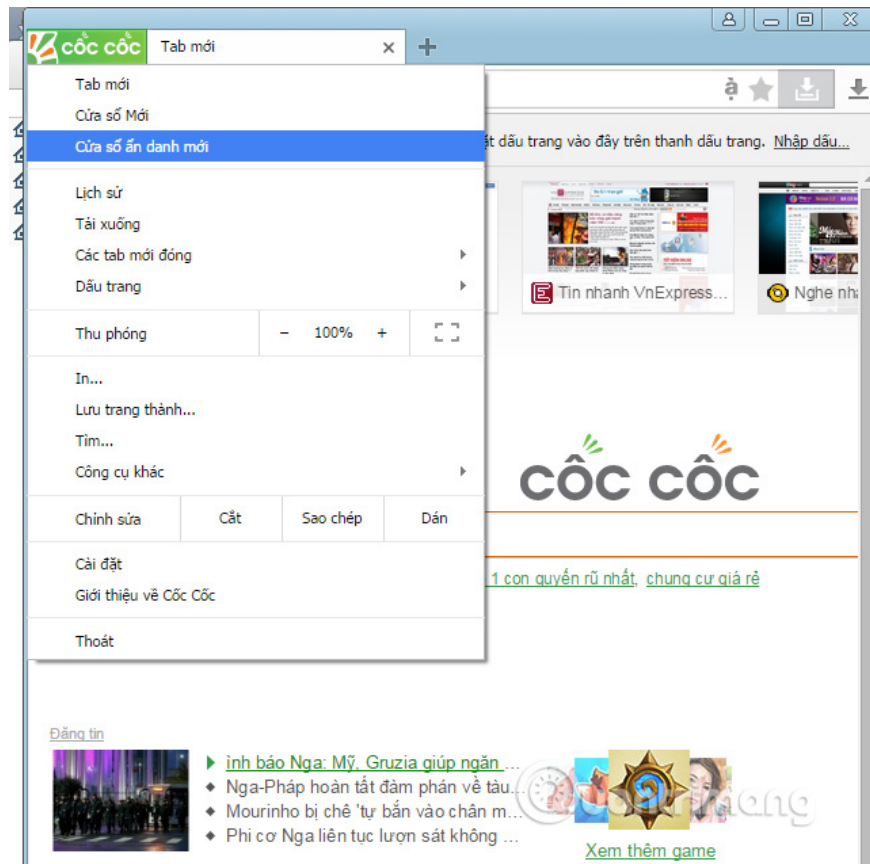 cốc cốc Tab mới
Tab mới
Cửa sổ Mới
Cửa sổ ẩn danh mới
ặt dấu trang vào đây trên thanh dấu trang. Nhập dấu...
Lịch sử
Tải xuống
Các tab mới đóng
Dấu trang
Tin nhanh VnExpress... Nghe nh
Thu phóng − 100% +
In...
Lưu trang thành...
Tìm...
Công cụ khác
cốc cốc
Chỉnh sửa Cắt Sao chép Dán
Cài đặt
1 con quyến rũ nhất, chung cư giá rẻ
Giới thiệu về Cốc Cốc
Thoát
Đăng tin
ình báo Nga: Mỹ, Gruzia giúp ngăn ...
Nga-Pháp hoàn tất đàm phán về tàu...
Mourinho bị chê 'tự bắn vào chân m...
Phi cơ Nga liên tục lượn sát không ...
Quantrimang
Xem thêm game